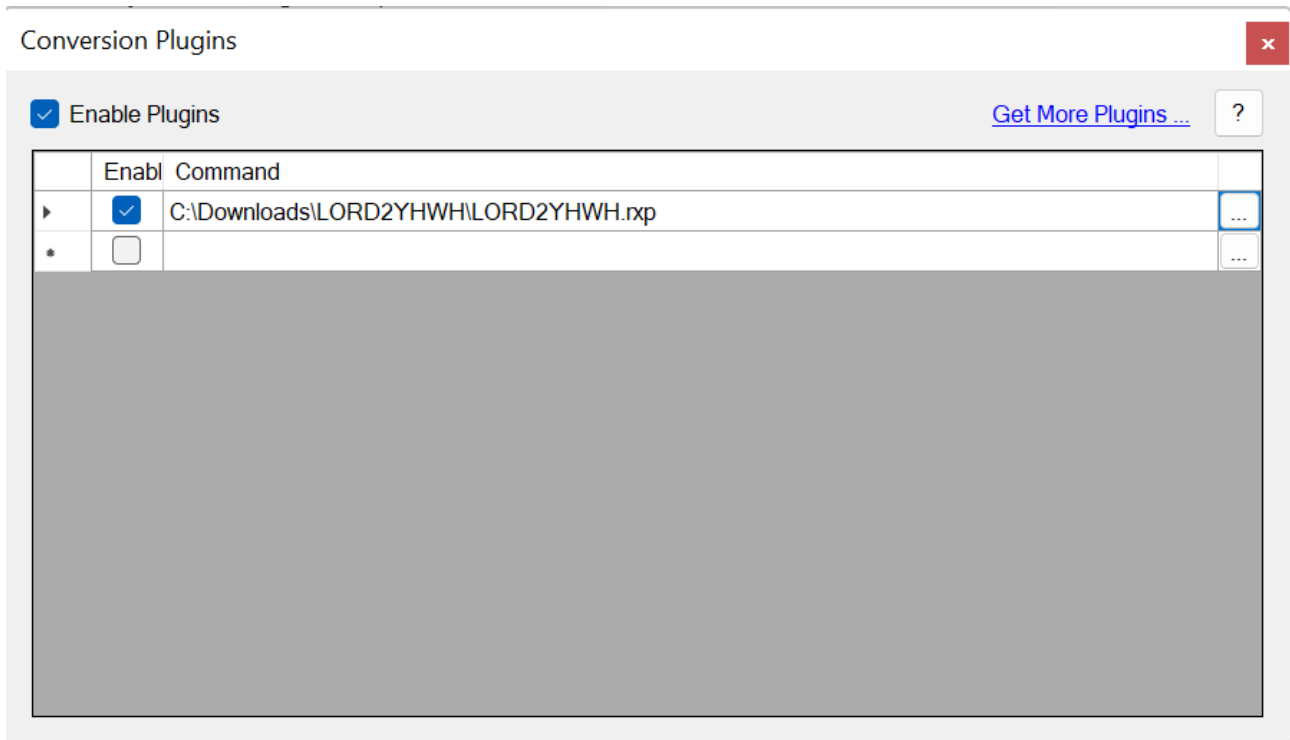 Conversion Plugins
x
Enable Plugins
Get More Plugins ...
?
Enabl Command
C:\Downloads\LORD2YHWH\LORD2YHWH.rxp ...
...